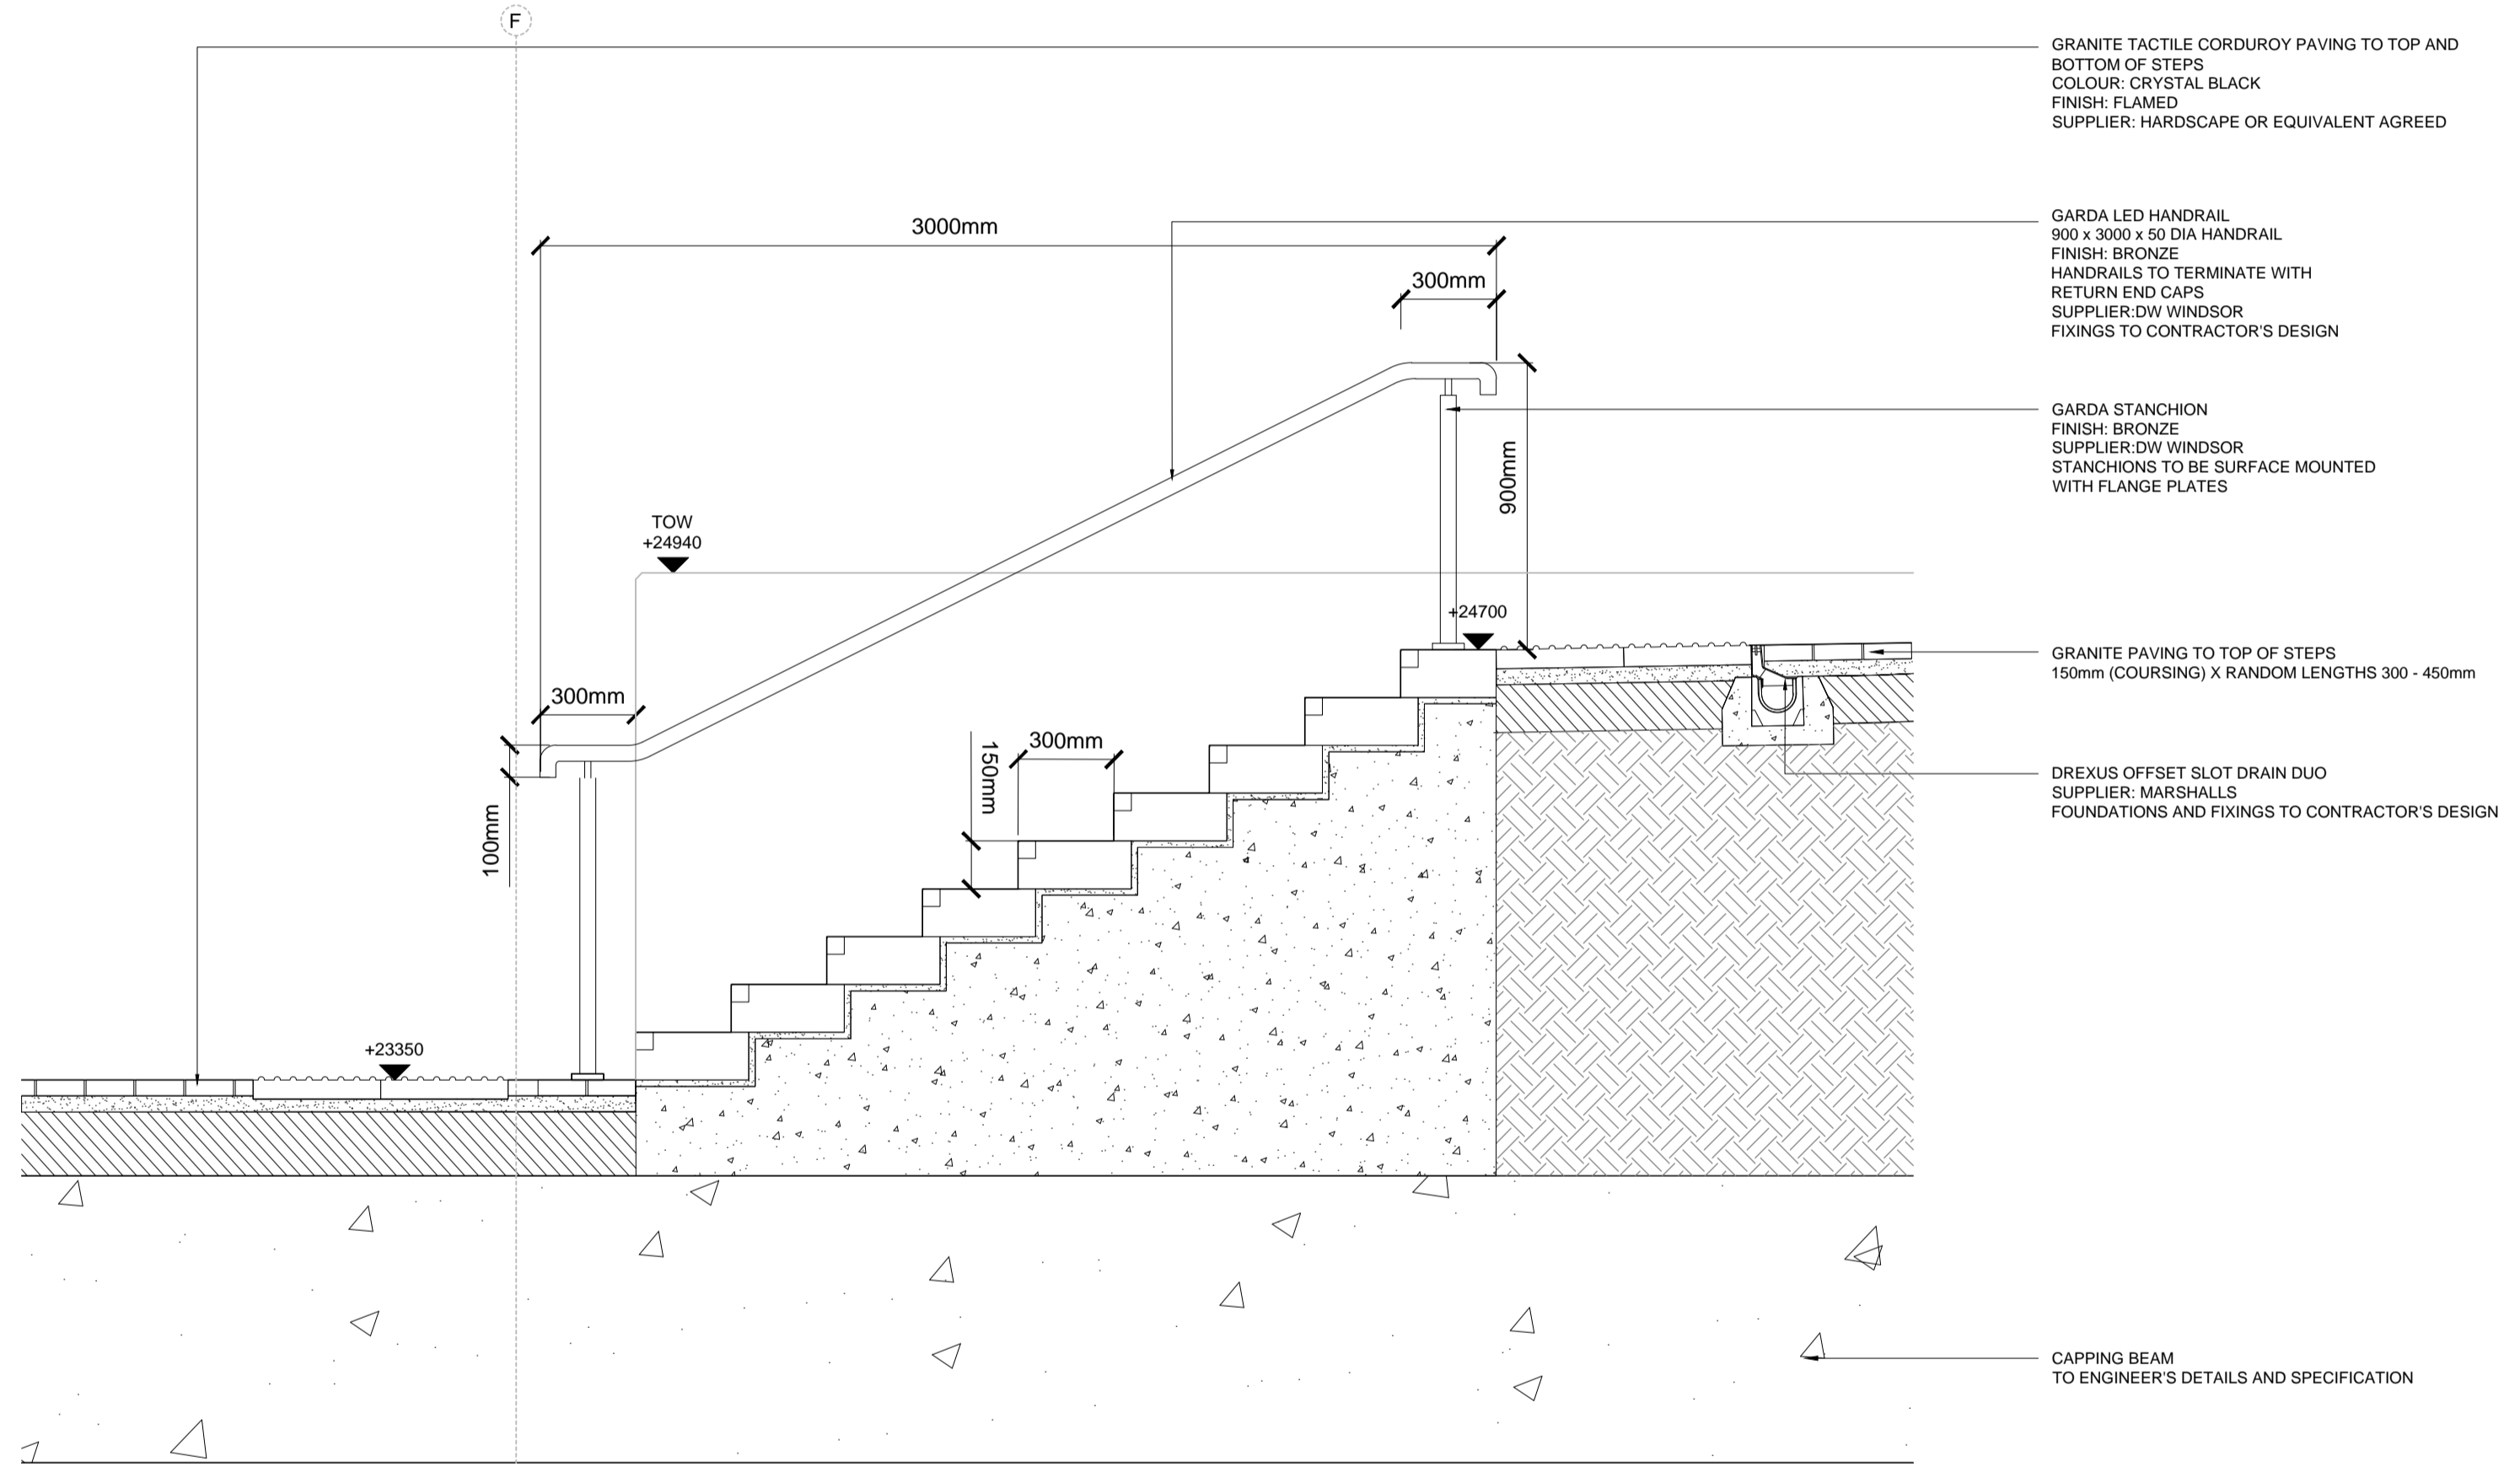 F
GRANITE TACTILE CORDUROY PAVING TO TOP AND
BOTTOM OF STEPS
COLOUR: CRYSTAL BLACK
FINISH: FLAMED
SUPPLIER: HARDSCAPE OR EQUIVALENT AGREED
3000mm
300mm
GARDA LED HANDRAIL
900 x 3000 x 50 DIA HANDRAIL
FINISH: BRONZE
HANDRAILS TO TERMINATE WITH
RETURN END CAPS
SUPPLIER:DW WINDSOR
FIXINGS TO CONTRACTOR'S DESIGN
GARDA STANCHION
FINISH: BRONZE
SUPPLIER:DW WINDSOR
STANCHIONS TO BE SURFACE MOUNTED
WITH FLANGE PLATES
900mm
TOW
+24940
+24700
GRANITE PAVING TO TOP OF STEPS
150mm (COURSING) X RANDOM LENGTHS 300 - 450mm
300mm
300mm
150mm
100mm
DREXUS OFFSET SLOT DRAIN DUO
SUPPLIER: MARSHALLS
FOUNDATIONS AND FIXINGS TO CONTRACTOR'S DESIGN
+23350
CAPPING BEAM
TO ENGINEER'S DETAILS AND SPECIFICATION